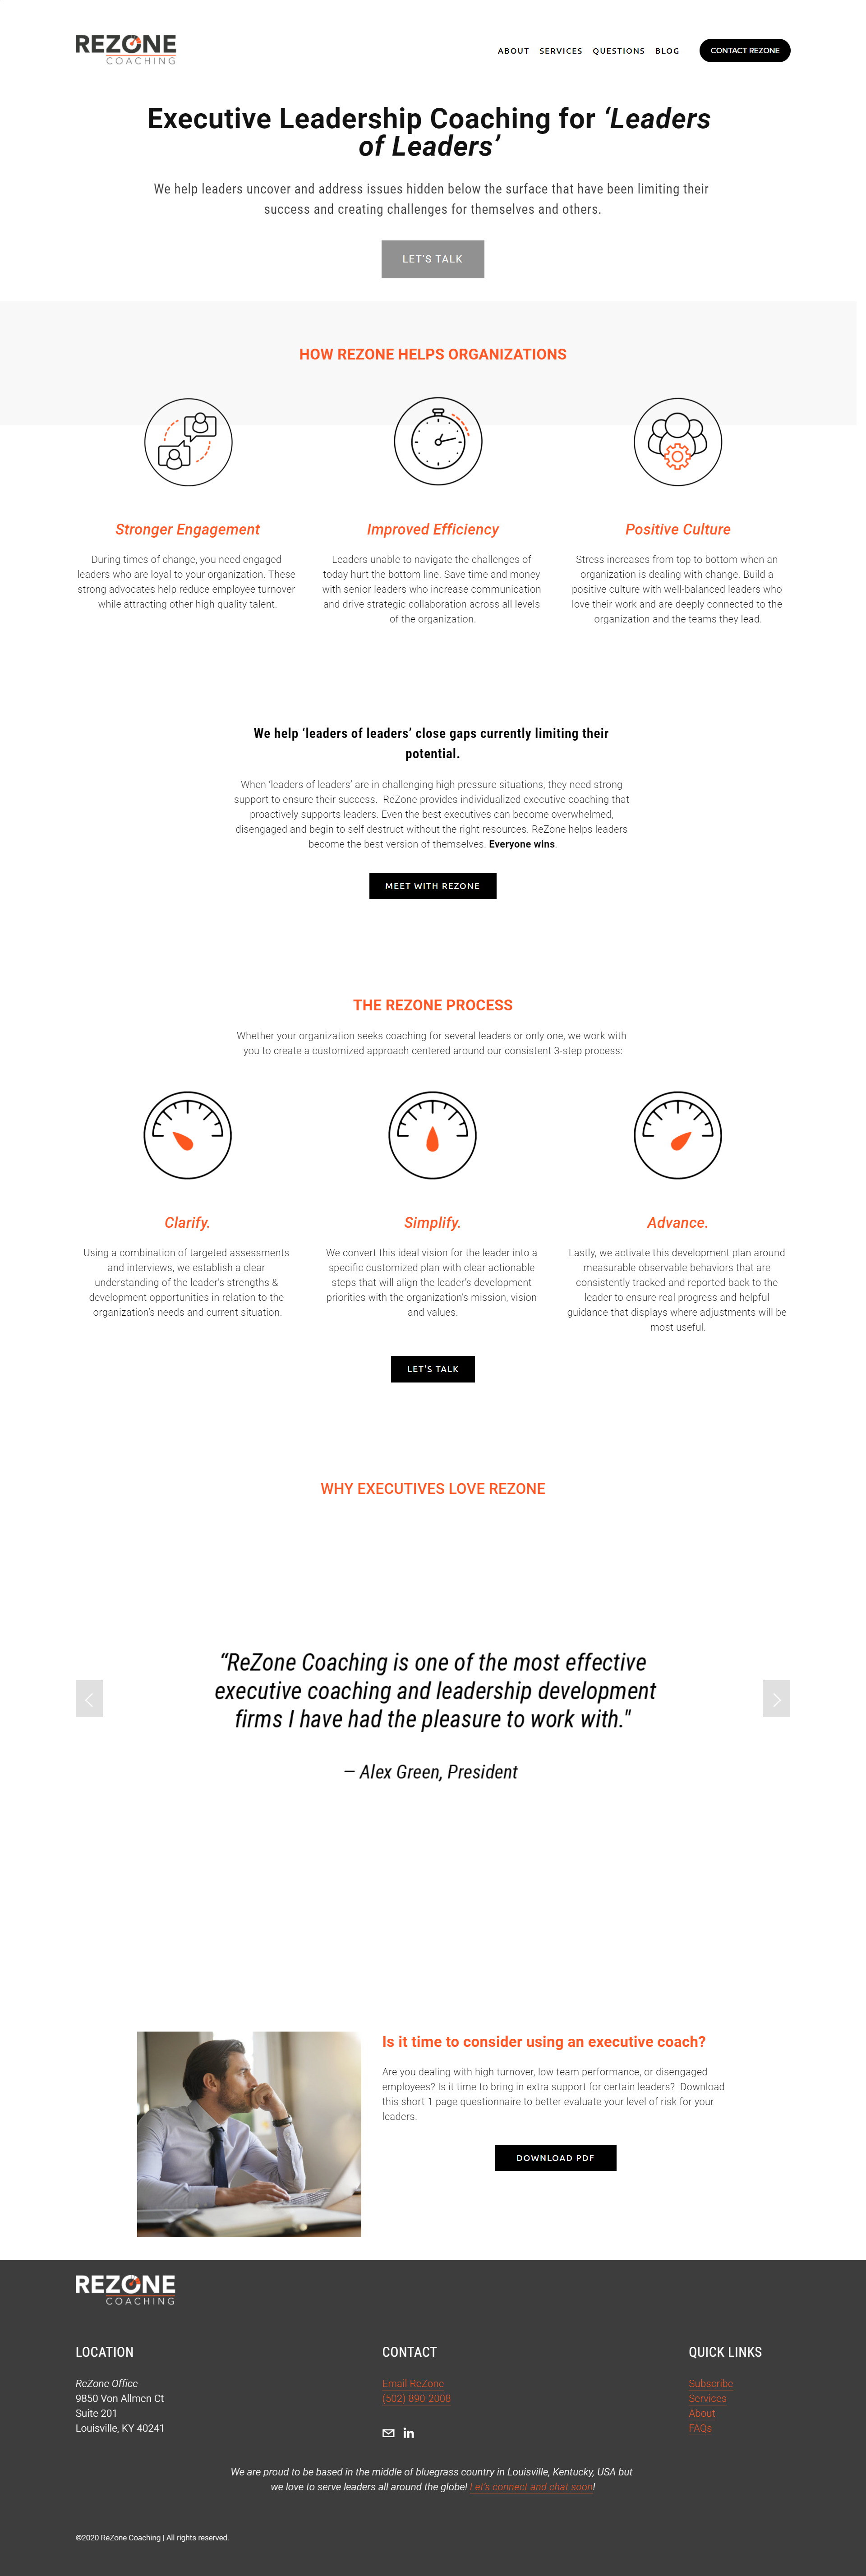 REZONE
COACHING
ABOUT SERVICES QUESTIONS BLOG CONTACT REZONE
Executive Leadership Coaching for ‘Leaders
of Leaders’
We help leaders uncover and address issues hidden below the surface that have been limiting their
success and creating challenges for themselves and others.
LET'S TALK
HOW REZONE HELPS ORGANIZATIONS
Stronger Engagement
During times of change, you need engaged
leaders who are loyal to your organization. These
strong advocates help reduce employee turnover
while attracting other high quality talent.
Improved Efficiency
Leaders unable to navigate the challenges of
today hurt the bottom line. Save time and money
with senior leaders who increase communication
and drive strategic collaboration across all levels
of the organization.
Positive Culture
Stress increases from top to bottom when an
organization is dealing with change. Build a
positive culture with well-balanced leaders who
love their work and are deeply connected to the
organization and the teams they lead.
We help ‘leaders of leaders’ close gaps currently limiting their
potential.
When ‘leaders of leaders’ are in challenging high pressure situations, they need strong
support to ensure their success. ReZone provides individualized executive coaching that
proactively supports leaders. Even the best executives can become overwhelmed,
disengaged and begin to self destruct without the right resources. ReZone helps leaders
become the best version of themselves. Everyone wins.
MEET WITH REZONE
THE REZONE PROCESS
Whether your organization seeks coaching for several leaders or only one, we work with
you to create a customized approach centered around our consistent 3-step process:
Clarify.
Using a combination of targeted assessments
and interviews, we establish a clear
understanding of the leader’s strengths &
development opportunities in relation to the
organization’s needs and current situation.
Simplify.
We convert this ideal vision for the leader into a
specific customized plan with clear actionable
steps that will align the leader’s development
priorities with the organization’s mission, vision
and values.
Advance.
Lastly, we activate this development plan around
measurable observable behaviors that are
consistently tracked and reported back to the
leader to ensure real progress and helpful
guidance that displays where adjustments will be
most useful.
LET'S TALK
WHY EXECUTIVES LOVE REZONE
“ReZone Coaching is one of the most effective
executive coaching and leadership development
firms I have had the pleasure to work with."
— Alex Green, President
Is it time to consider using an executive coach?
Are you dealing with high turnover, low team performance, or disengaged
employees? Is it time to bring in extra support for certain leaders? Download
this short 1 page questionnaire to better evaluate your level of risk for your
leaders.
DOWNLOAD PDF
REZONE
COACHING
LOCATION
ReZone Office
9850 Von Allmen Ct
Suite 201
Louisville, KY 40241
CONTACT
Email ReZone
(502) 890-2008
QUICK LINKS
Subscribe
Services
About
FAQs
We are proud to be based in the middle of bluegrass country in Louisville, Kentucky, USA but
we love to serve leaders all around the globe! Let's connect and chat soon!
©2020 ReZone Coaching | All rights reserved.